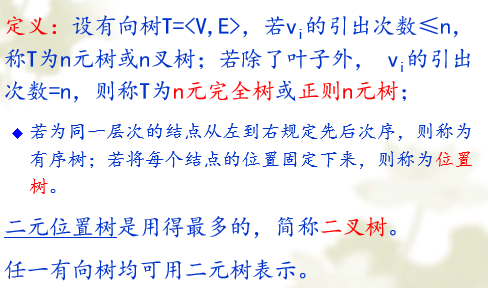 定义：设有向树T=<V,E>，若vi的引出次数≤n，
称T为n元树或n叉树；若除了叶子外， vi的引出
次数=n，则称T为n元完全树或正则n元树；
◆ 若为同一层次的结点从左到右规定先后次序，则称为
有序树；若将每个结点的位置固定下来，则称为位置
树。
二元位置树是用得最多的，简称二叉树。
任一有向树均可用二元树表示。